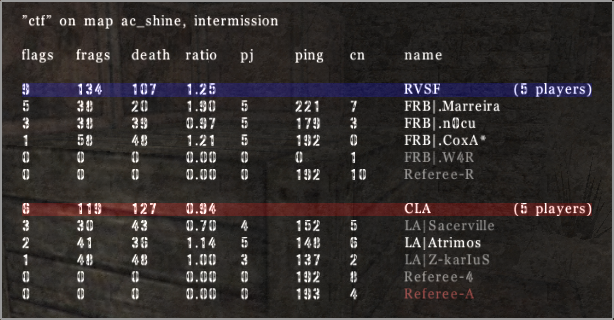 "ctf" on map ac_shine, intermission
flags frags death ratio pj ping cn name
9 134 107 1.25 RVSF (5 players)
5 38 20 1.90 5 221 7 FRB|.Marreira
3 38 39 0.97 5 179 3 FRB|.n0cu
1 58 48 1.21 5 192 0 FRB|.CoxA*
0 0 0 0.00 0 0 1 FRB|.W4R
0 0 0 0.00 0 192 10 Referee-R
6 119 127 0.94 CLA (5 players)
3 30 43 0.70 4 152 5 LA|Sacerville
2 41 36 1.14 5 148 6 LA|Atrimos
1 48 48 1.00 3 137 2 LA|Z-karIuS
0 0 0 0.00 0 192 8 Referee-4
0 0 0 0.00 0 193 4 Referee-A